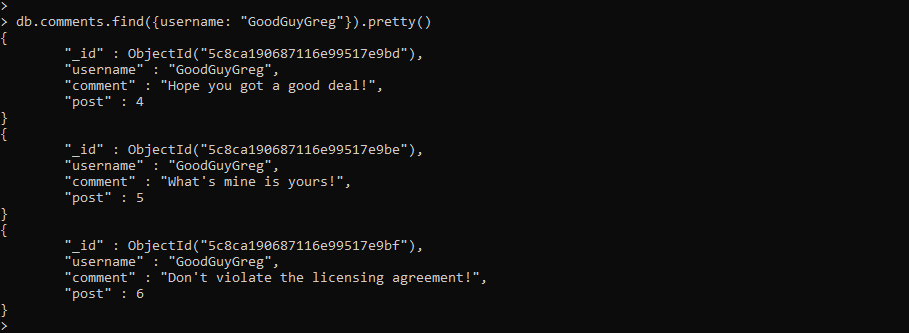 >
> db.comments.find({username: "GoodGuyGreg"}).pretty()
{
        "_id" : ObjectId("5c8ca190687116e99517e9bd"),
        "username" : "GoodGuyGreg",
        "comment" : "Hope you got a good deal!",
        "post" : 4
}
{
        "_id" : ObjectId("5c8ca190687116e99517e9be"),
        "username" : "GoodGuyGreg",
        "comment" : "What's mine is yours!",
        "post" : 5
}
{
        "_id" : ObjectId("5c8ca190687116e99517e9bf"),
        "username" : "GoodGuyGreg",
        "comment" : "Don't violate the licensing agreement!",
        "post" : 6
}
>